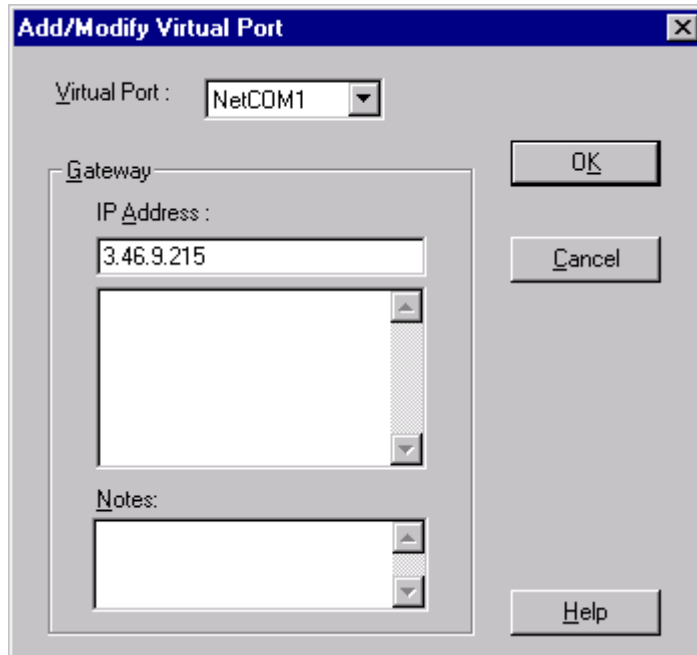 Add/Modify Virtual Port
Virtual Port :
NetCOM1
Gateway
OK
IP Address :
3.46.9.215
Cancel
Notes:
Help